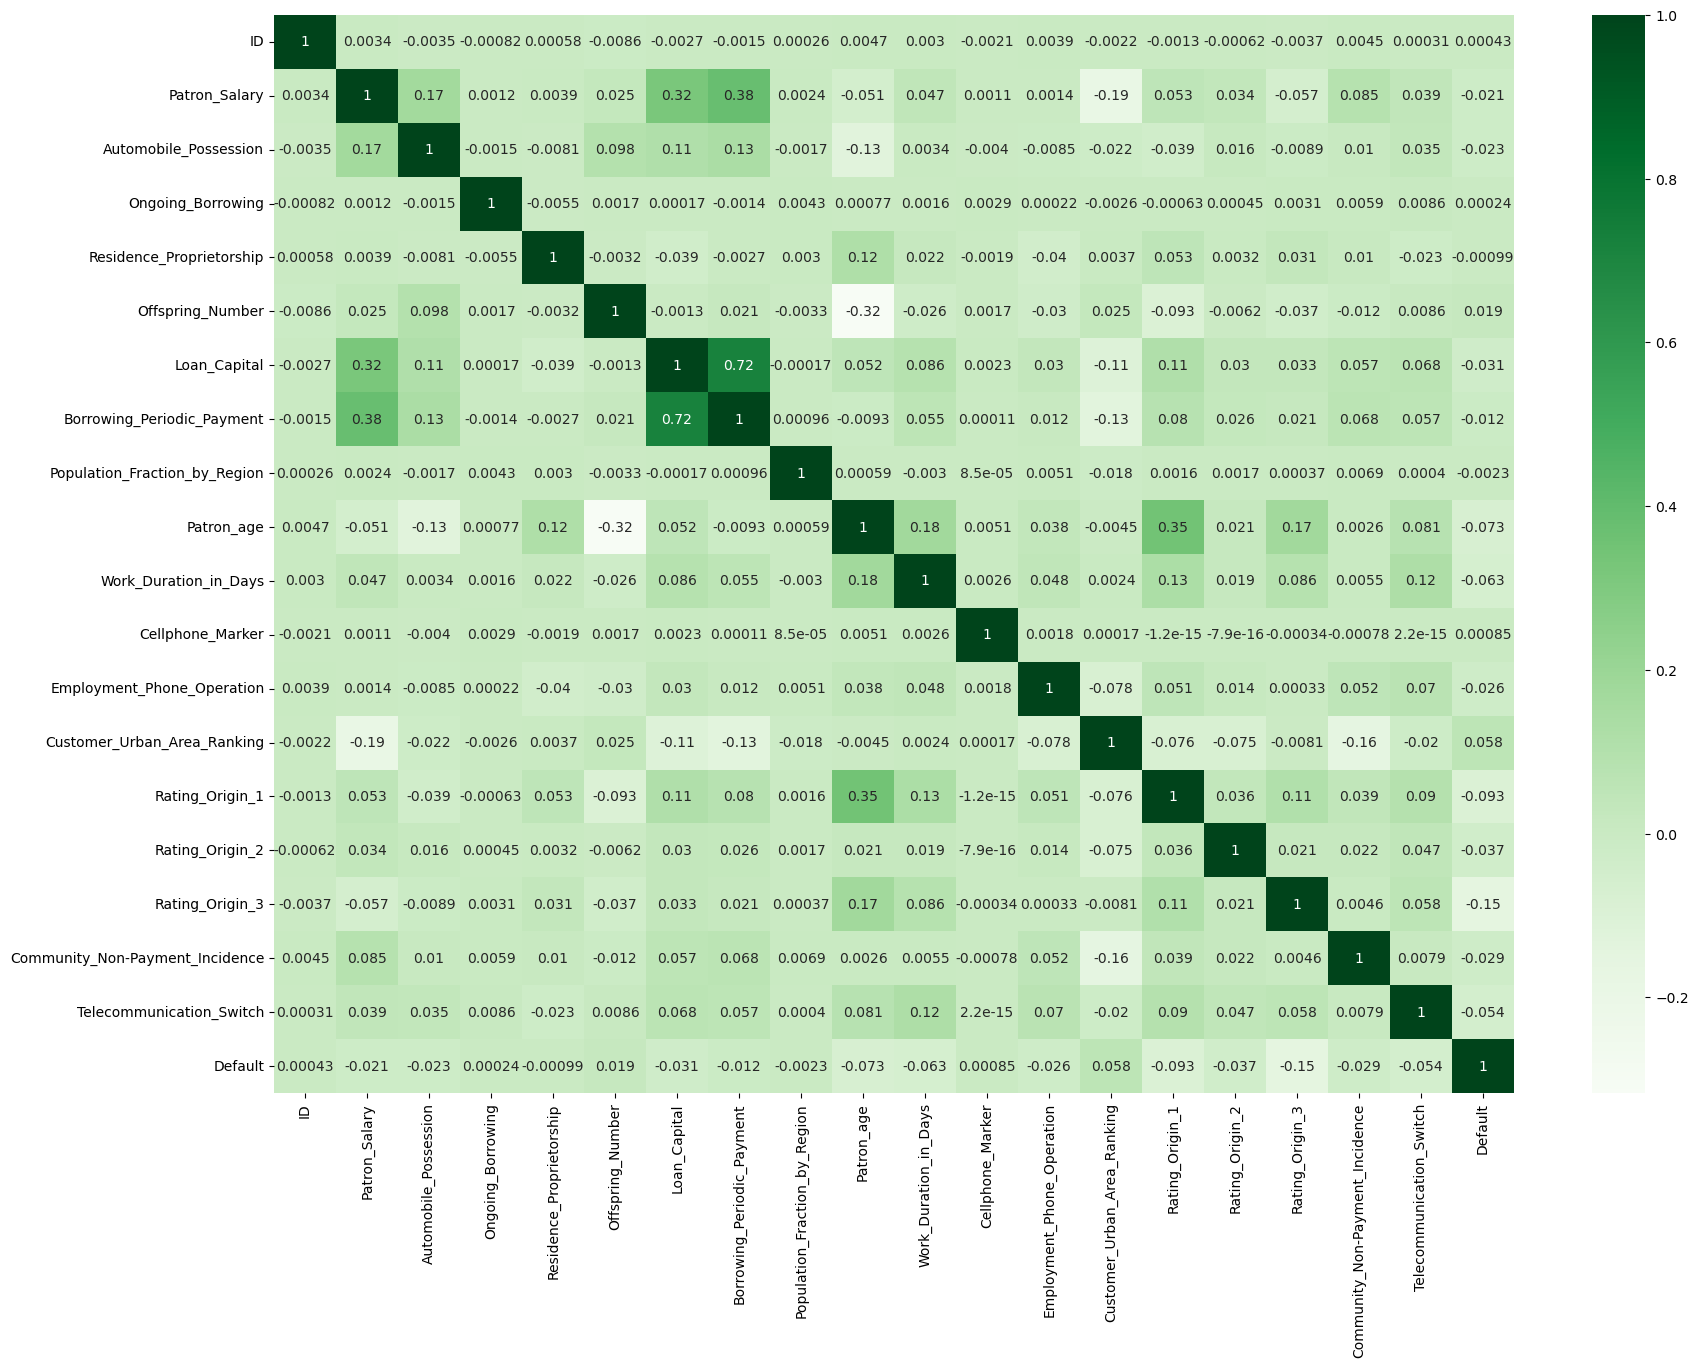 ID 1 0.0034 -0.0035 -0.00082 0.00058 -0.0086 -0.0027 -0.0015 0.00026 0.0047 0.003 -0.0021 0.0039 -0.0022 -0.0013 -0.00062 -0.0037 0.0045 0.00031 0.00043
Patron_Salary 0.0034 1 0.17 0.0012 0.0039 0.025 0.32 0.38 0.0024 -0.051 0.047 0.0011 0.0014 -0.19 0.053 0.034 -0.057 0.085 0.039 -0.021
Automobile_Possession -0.0035 0.17 1 -0.0015 -0.0081 0.098 0.11 0.13 -0.0017 -0.13 0.0034 -0.004 -0.0085 -0.022 -0.039 0.016 -0.0089 0.01 0.035 -0.023
Ongoing_Borrowing -0.00082 0.0012 -0.0015 1 -0.0055 0.0017 0.00017 -0.0014 0.0043 0.00077 0.0016 0.0029 0.00022 -0.0026 -0.00063 0.00045 0.0031 0.0059 0.0086 0.00024
Residence_Proprietorship 0.00058 0.0039 -0.0081 -0.0055 1 -0.0032 -0.039 -0.0027 0.003 0.12 0.022 -0.0019 -0.04 0.0037 0.053 0.0032 0.031 0.01 -0.023 -0.00099
Offspring_Number -0.0086 0.025 0.098 0.0017 -0.0032 1 -0.0013 0.021 -0.0033 -0.32 -0.026 0.0017 -0.03 0.025 -0.093 -0.0062 -0.037 -0.012 0.0086 0.019
Loan_Capital -0.0027 0.32 0.11 0.00017 -0.039 -0.0013 1 0.72 -0.00017 0.052 0.086 0.0023 0.03 -0.11 0.11 0.03 0.033 0.057 0.068 -0.031
Borrowing_Periodic_Payment -0.0015 0.38 0.13 -0.0014 -0.0027 0.021 0.72 1 0.00096 -0.0093 0.055 0.00011 0.012 -0.13 0.08 0.026 0.021 0.068 0.057 -0.012
Population_Fraction_by_Region 0.00026 0.0024 -0.0017 0.0043 0.003 -0.0033 -0.00017 0.00096 1 0.00059 -0.003 8.5e-05 0.0051 -0.018 0.0016 0.0017 0.00037 0.0069 0.0004 -0.0023
Patron_age 0.0047 -0.051 -0.13 0.00077 0.12 -0.32 0.052 -0.0093 0.00059 1 0.18 0.0051 0.038 -0.0045 0.35 0.021 0.17 0.0026 0.081 -0.073
Work_Duration_in_Days 0.003 0.047 0.0034 0.0016 0.022 -0.026 0.086 0.055 -0.003 0.18 1 0.0026 0.048 0.0024 0.13 0.019 0.086 0.0055 0.12 -0.063
Cellphone_Marker -0.0021 0.0011 -0.004 0.0029 -0.0019 0.0017 0.0023 0.00011 8.5e-05 0.0051 0.0026 1 0.0018 0.00017 -1.2e-15 -7.9e-16 -0.00034 -0.00078 2.2e-15 0.00085
Employment_Phone_Operation 0.0039 0.0014 -0.0085 0.00022 -0.04 -0.03 0.03 0.012 0.0051 0.038 0.048 0.0018 1 -0.078 0.051 0.014 0.00033 0.052 0.07 -0.026
Customer_Urban_Area_Ranking -0.0022 -0.19 -0.022 -0.0026 0.0037 0.025 -0.11 -0.13 -0.018 -0.0045 0.0024 0.00017 -0.078 1 -0.076 -0.075 -0.0081 -0.16 -0.02 0.058
Rating_Origin_1 -0.0013 0.053 -0.039 -0.00063 0.053 -0.093 0.11 0.08 0.0016 0.35 0.13 -1.2e-15 0.051 -0.076 1 0.036 0.11 0.039 0.09 -0.093
Rating_Origin_2 -0.00062 0.034 0.016 0.00045 0.0032 -0.0062 0.03 0.026 0.0017 0.021 0.019 -7.9e-16 0.014 -0.075 0.036 1 0.021 0.022 0.047 -0.037
Rating_Origin_3 -0.0037 -0.057 -0.0089 0.0031 0.031 -0.037 0.033 0.021 0.00037 0.17 0.086 -0.00034 0.00033 -0.0081 0.11 0.021 1 0.0046 0.058 -0.15
Community_Non-Payment_Incidence 0.0045 0.085 0.01 0.0059 0.01 -0.012 0.057 0.068 0.0069 0.0026 0.0055 -0.00078 0.052 -0.16 0.039 0.022 0.0046 1 0.0079 -0.029
Telecommunication_Switch 0.00031 0.039 0.035 0.0086 -0.023 0.0086 0.068 0.057 0.0004 0.081 0.12 2.2e-15 0.07 -0.02 0.09 0.047 0.058 0.0079 1 -0.054
Default 0.00043 -0.021 -0.023 0.00024 -0.00099 0.019 -0.031 -0.012 -0.0023 -0.073 -0.063 0.00085 -0.026 0.058 -0.093 -0.037 -0.15 -0.029 -0.054 1
ID
Patron_Salary
Automobile_Possession
Ongoing_Borrowing
Residence_Proprietorship
Offspring_Number
Loan_Capital
Borrowing_Periodic_Payment
Population_Fraction_by_Region
Patron_age
Work_Duration_in_Days
Cellphone_Marker
Employment_Phone_Operation
Customer_Urban_Area_Ranking
Rating_Origin_1
Rating_Origin_2
Rating_Origin_3
Community_Non-Payment_Incidence
Telecommunication_Switch
Default
1.0
0.8
0.6
0.4
0.2
0.0
−0.2